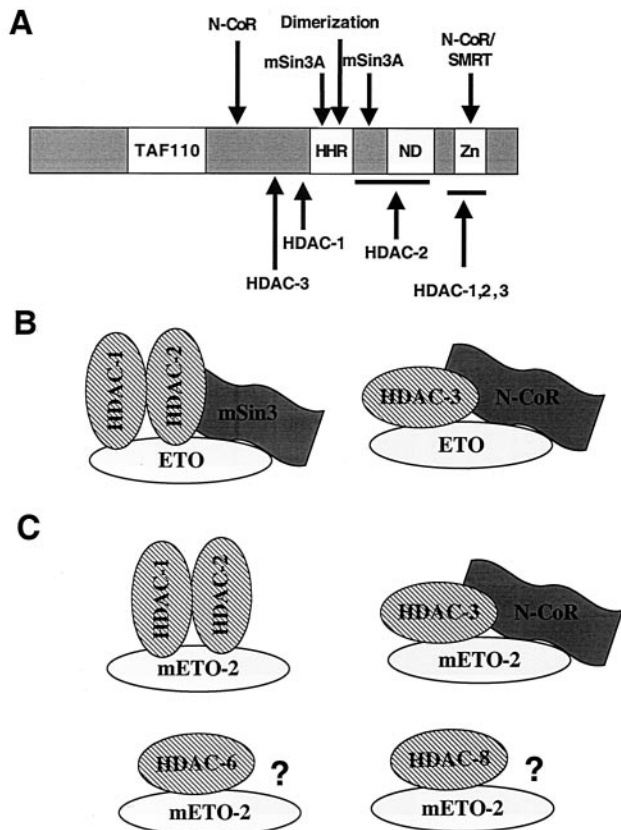 A
N-CoR
Dimerization
mSin3A
mSin3A
N-CoR/
SMRT
TAF110
HHR
ND
Zn
HDAC-1
HDAC-2
HDAC-3
HDAC-1,2,3
B
HDAC-1
HDAC-2
mSin3
ETO
HDAC-3
N-CoR
ETO
C
HDAC-1
HDAC-2
mETO-2
HDAC-3
N-CoR
mETO-2
HDAC-6
?
mETO-2
HDAC-8
?
mETO-2